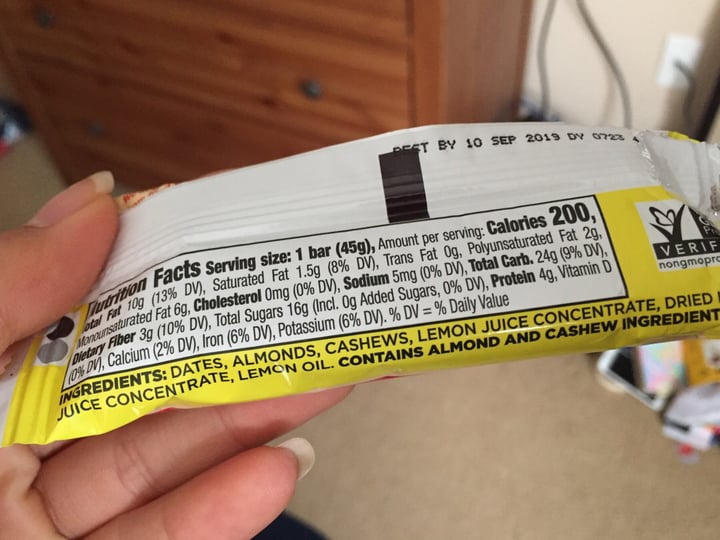 BEST BY 10 SEP 2019 DY 0723
Nutrition Facts Serving size: 1 bar (45g), Amount per serving: Calories 200,
Total Fat 10g (13% DV), Saturated Fat 1.5g (8% DV), Trans Fat 0g, Polyunsaturated Fat 2g,
Monounsaturated Fat 6g, Cholesterol 0mg (0% DV), Sodium 5mg (0% DV), Total Carb. 24g (9% DV),
Dietary Fiber 3g (10% DV), Total Sugars 16g (Incl. 0g Added Sugars, 0% DV), Protein 4g, Vitamin D
(0% DV), Calcium (2% DV), Iron (6% DV), Potassium (6% DV). % DV = % Daily Value
INGREDIENTS: DATES, ALMONDS, CASHEWS, LEMON JUICE CONCENTRATE, DRIED
JUICE CONCENTRATE, LEMON OIL. CONTAINS ALMOND AND CASHEW INGREDIENT
VERIF
nongmopro